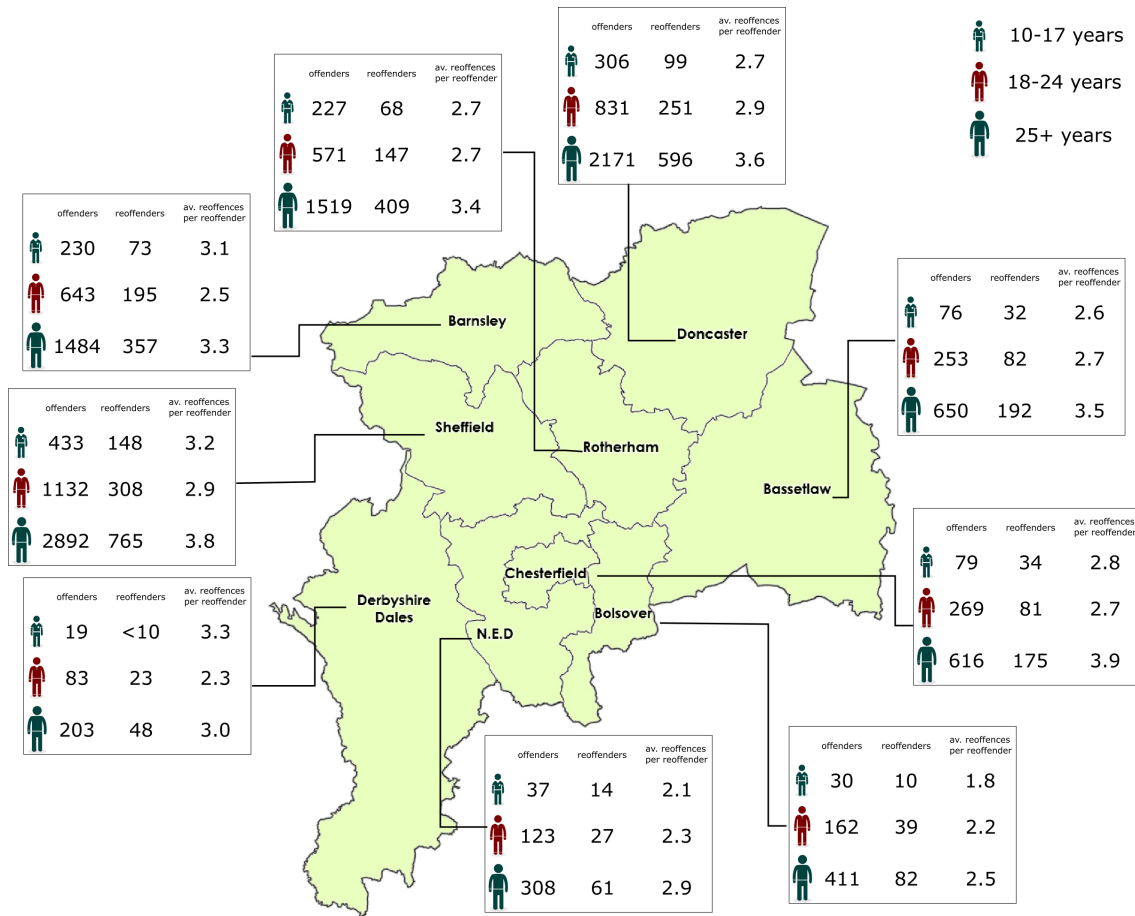 offenders reoffenders av. reoffences per reoffender
306 99 2.7
831 251 2.9
2171 596 3.6
10-17 years
18-24 years
25+ years
offenders reoffenders av. reoffences per reoffender
227 68 2.7
571 147 2.7
1519 409 3.4
offenders reoffenders av. reoffences per reoffender
230 73 3.1
643 195 2.5
1484 357 3.3
offenders reoffenders av. reoffences per reoffender
76 32 2.6
253 82 2.7
650 192 3.5
Barnsley
Doncaster
Sheffield
Rotherham
Bassetlaw
offenders reoffenders av. reoffences per reoffender
433 148 3.2
1132 308 2.9
2892 765 3.8
offenders reoffenders av. reoffences per reoffender
79 34 2.8
269 81 2.7
616 175 3.9
Chesterfield
Derbyshire
Dales
Bolsover
N.E.D
offenders reoffenders av. reoffences per reoffender
19 <10 3.3
83 23 2.3
203 48 3.0
offenders reoffenders av. reoffences per reoffender
37 14 2.1
123 27 2.3
308 61 2.9
offenders reoffenders av. reoffences per reoffender
30 10 1.8
162 39 2.2
411 82 2.5